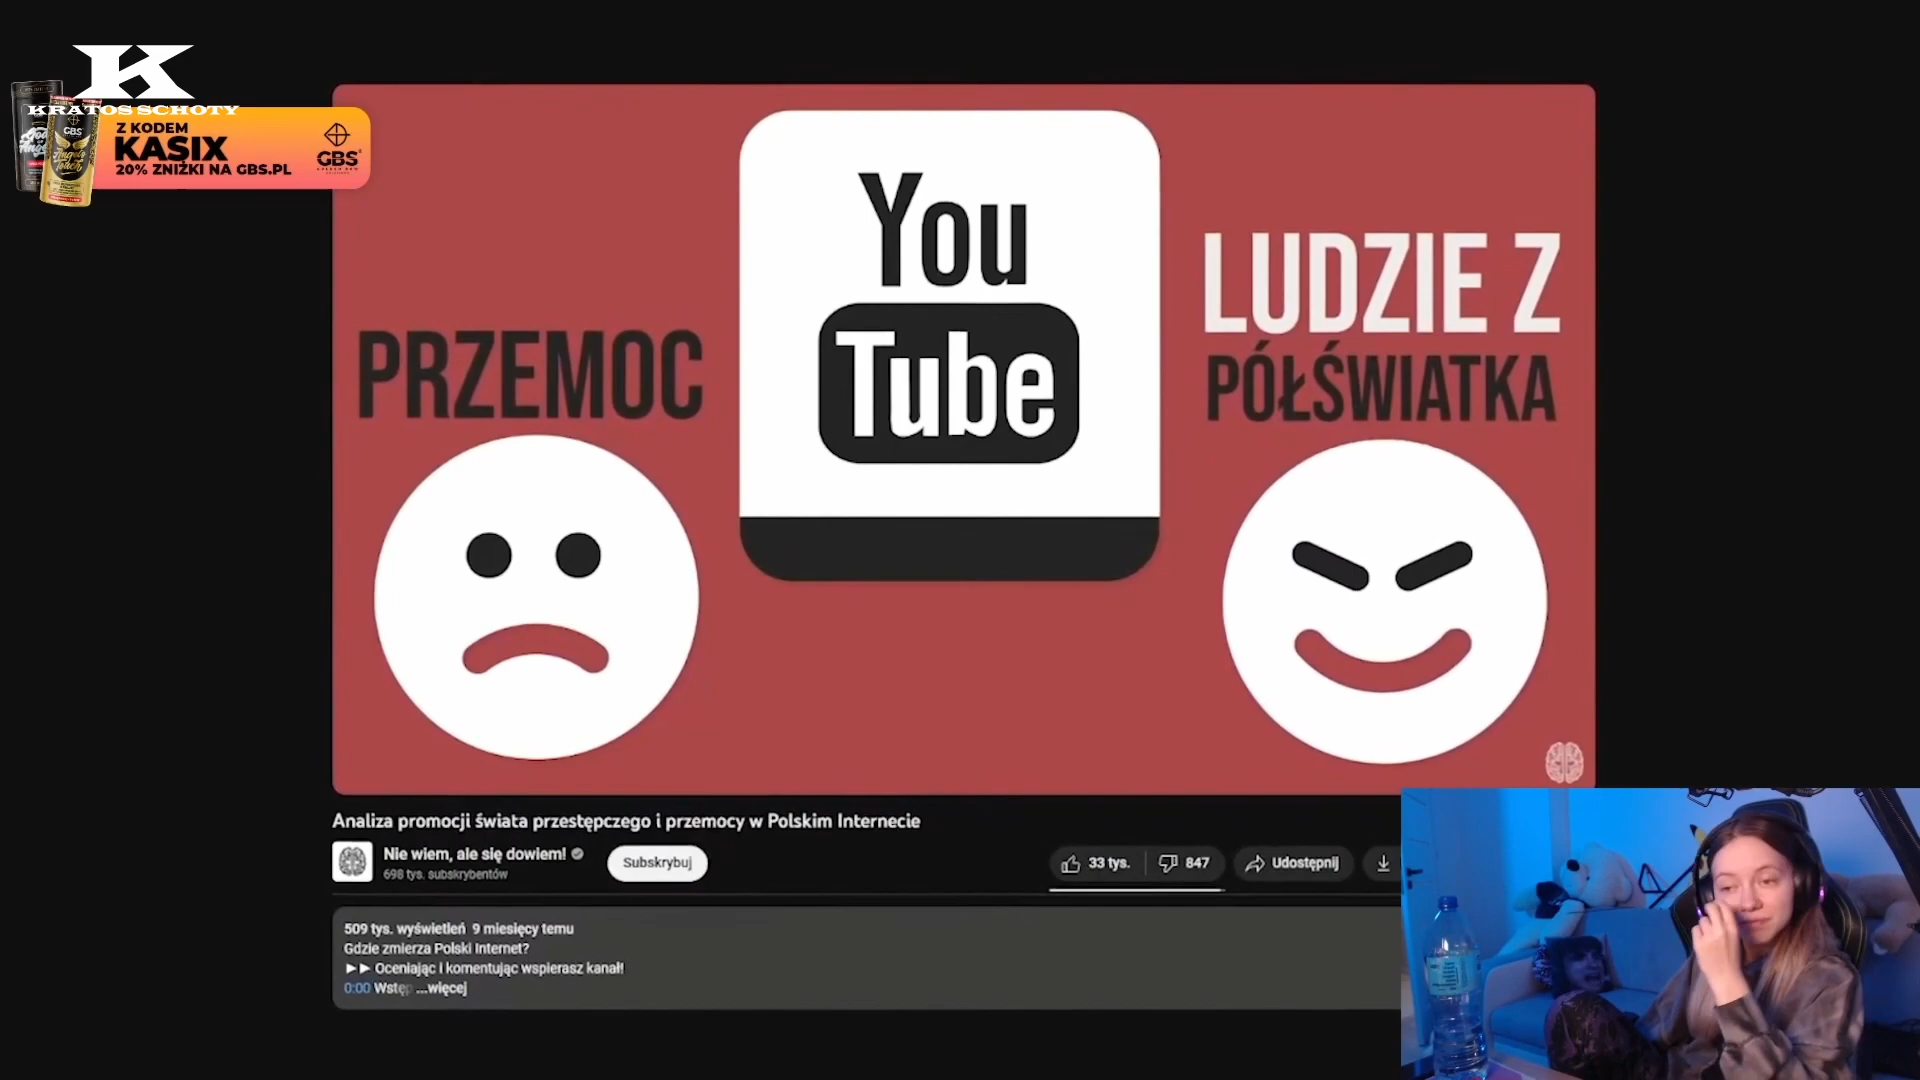 K
KRATOS SCHOTY
Z KODEM
KASIX
20% ZNIŻKI NA GBS.PL
GBS
GBS
PRZEMOC
You
Tube
LUDZIE Z
PÓŁŚWIATKA
Analiza promocji świata przestępczego i przemocy w Polskim Internecie
Nie wiem, ale się dowiem!
698 tys. subskrybentów
Subskrybuj
33 tys.
847
Udostępnij
509 tys. wyświetleń 9 miesięcy temu
Gdzie zmierza Polski Internet?
►► Oceniając i komentując wspierasz kanał!
0:00 Wstęp ...więcej